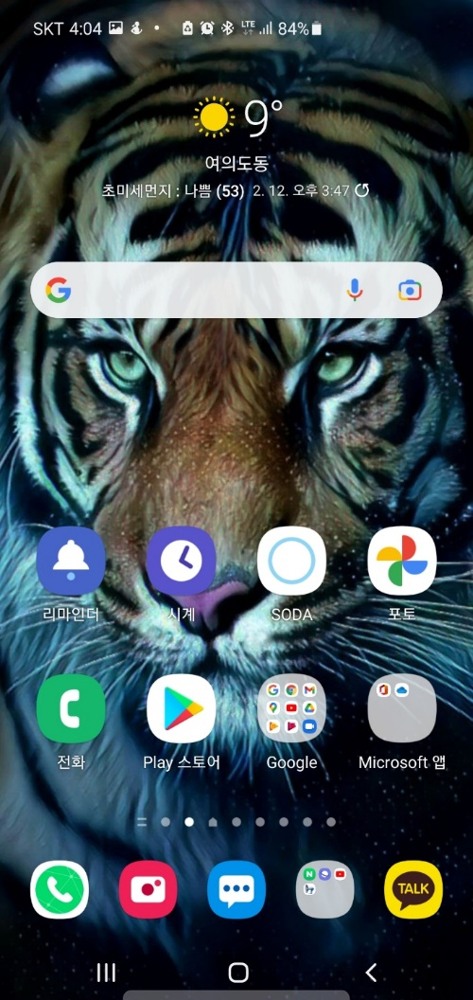 SKT 4:04 LTE 84%
9°
여의도동
초미세먼지 : 나쁨 (53) 2. 12. 오후 3:47
리마인더 시계 SODA 포토
전화 Play 스토어 Google Microsoft 앱
TALK